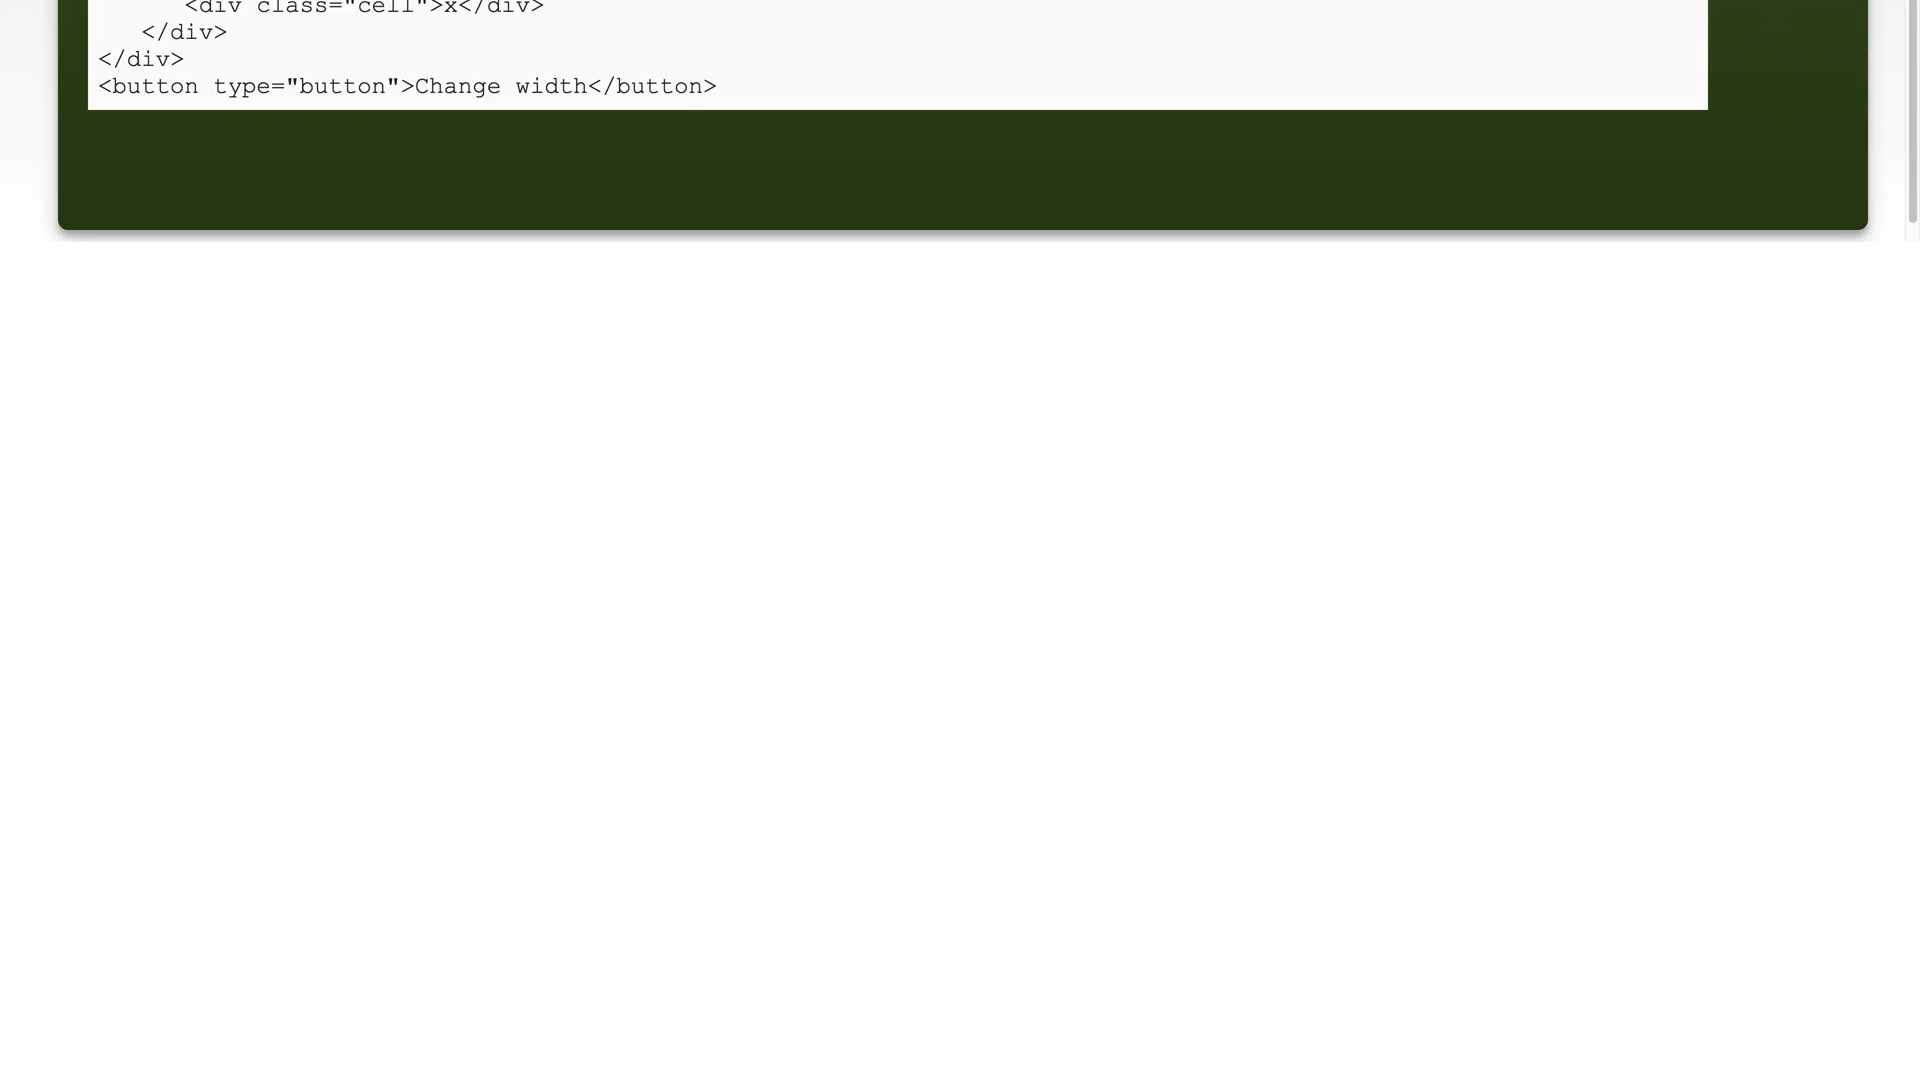 <div class="cell">x</div>
</div>
</div>
<button type="button">Change width</button>